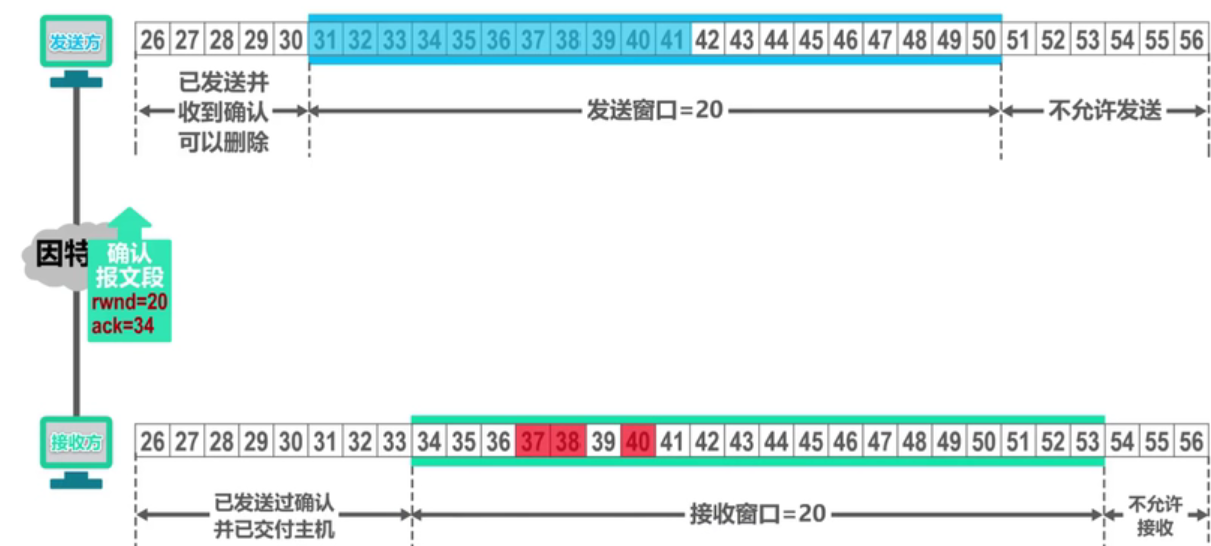 发送方
26 27 28 29 30 31 32 33 34 35 36 37 38 39 40 41 42 43 44 45 46 47 48 49 50 51 52 53 54 55 56
已发送并
收到确认
可以删除
发送窗口=20
不允许发送
因特
确认
报文段
rwnd=20
ack=34
接收方
26 27 28 29 30 31 32 33 34 35 36 37 38 39 40 41 42 43 44 45 46 47 48 49 50 51 52 53 54 55 56
已发送过确认
并已交付主机
接收窗口=20
不允许
接收